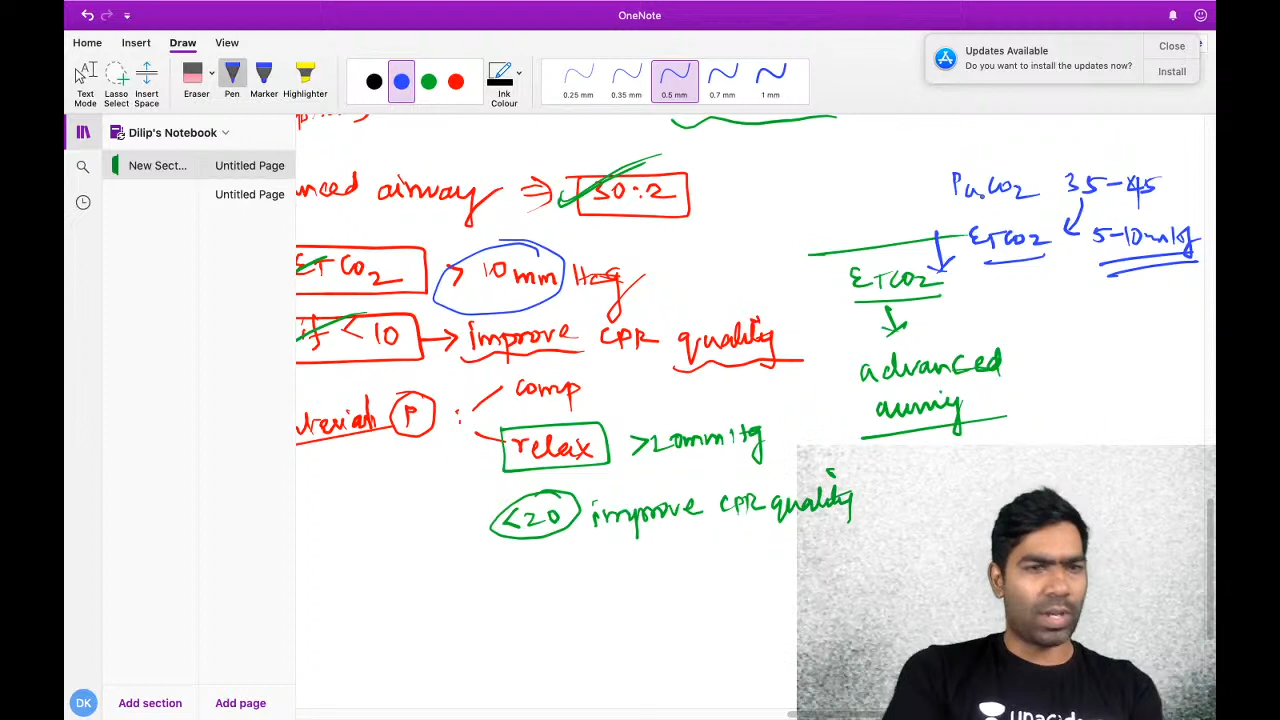 OneNote
Home Insert Draw View
Updates Available
Do you want to install the updates now?
Close
Install
Text Mode
Lasso Select
Insert Space
Eraser
Pen
Marker
Highlighter
Ink Colour
0.25 mm
0.35 mm
0.5 mm
0.7 mm
1 mm
Dilip's Notebook
New Sect...
Untitled Page
Untitled Page
nced airway ⇒ 30:2
ETCO2 > 10mm Hg
if < 10 → Improve CPR quality
P : comp
relax >20mmHg
<20 improve CPR quality
PaCO2 35-45
ETCO2 5-10mmHg
ETCO2
advanced
DK
Add section
Add page
unacade